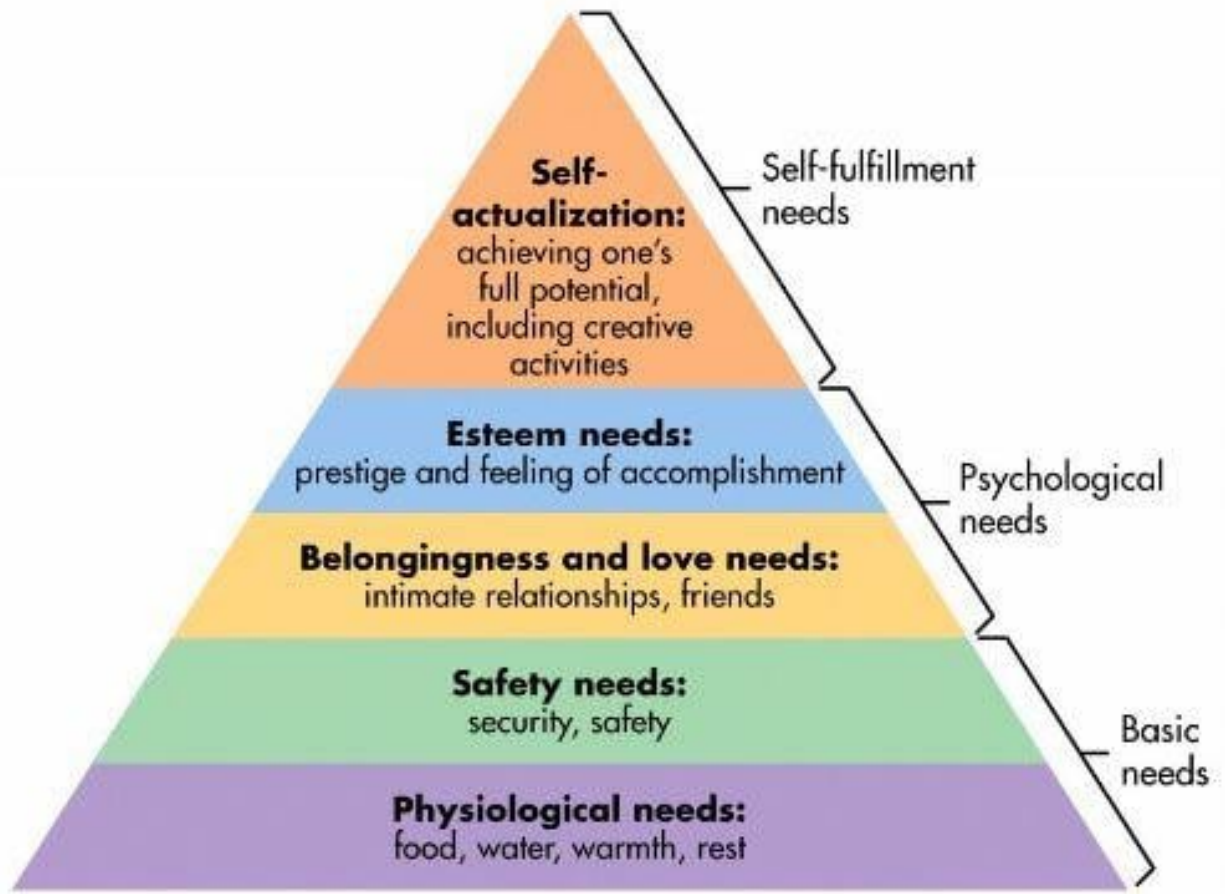 Self-
actualization:
achieving one's
full potential,
including creative
activities
Self-fulfillment
needs
Esteem needs:
prestige and feeling of accomplishment
Psychological
needs
Belongingness and love needs:
intimate relationships, friends
Safety needs:
security, safety
Basic
needs
Physiological needs:
food, water, warmth, rest